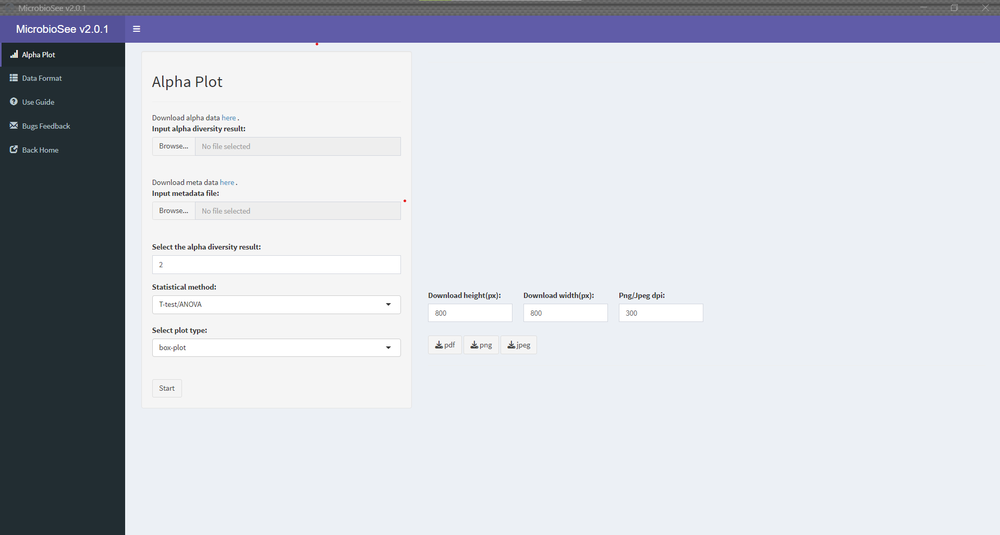 MicrobioSee v2.0.1
MicrobioSee v2.0.1
Alpha Plot
Data Format
Use Guide
Bugs Feedback
Back Home
Alpha Plot
Download alpha data here .
Input alpha diversity result:
Browse... No file selected
Download meta data here .
Input metadata file:
Browse... No file selected
Select the alpha diversity result:
2
Statistical method:
T-test/ANOVA
Select plot type:
box-plot
Start
Download height(px): Download width(px): Png/Jpeg dpi:
800 800 300
pdf png jpeg